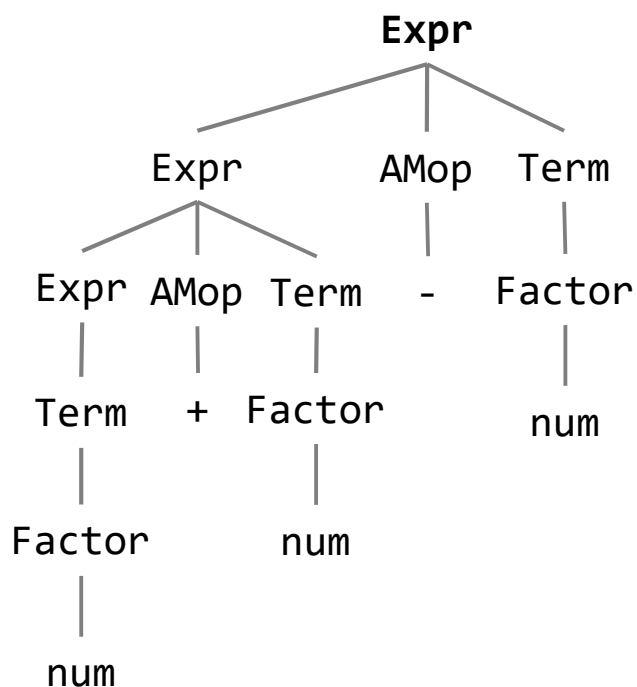 Expr
Expr AMop Term
Expr AMop Term - Factor
Term + Factor num
Factor num
num